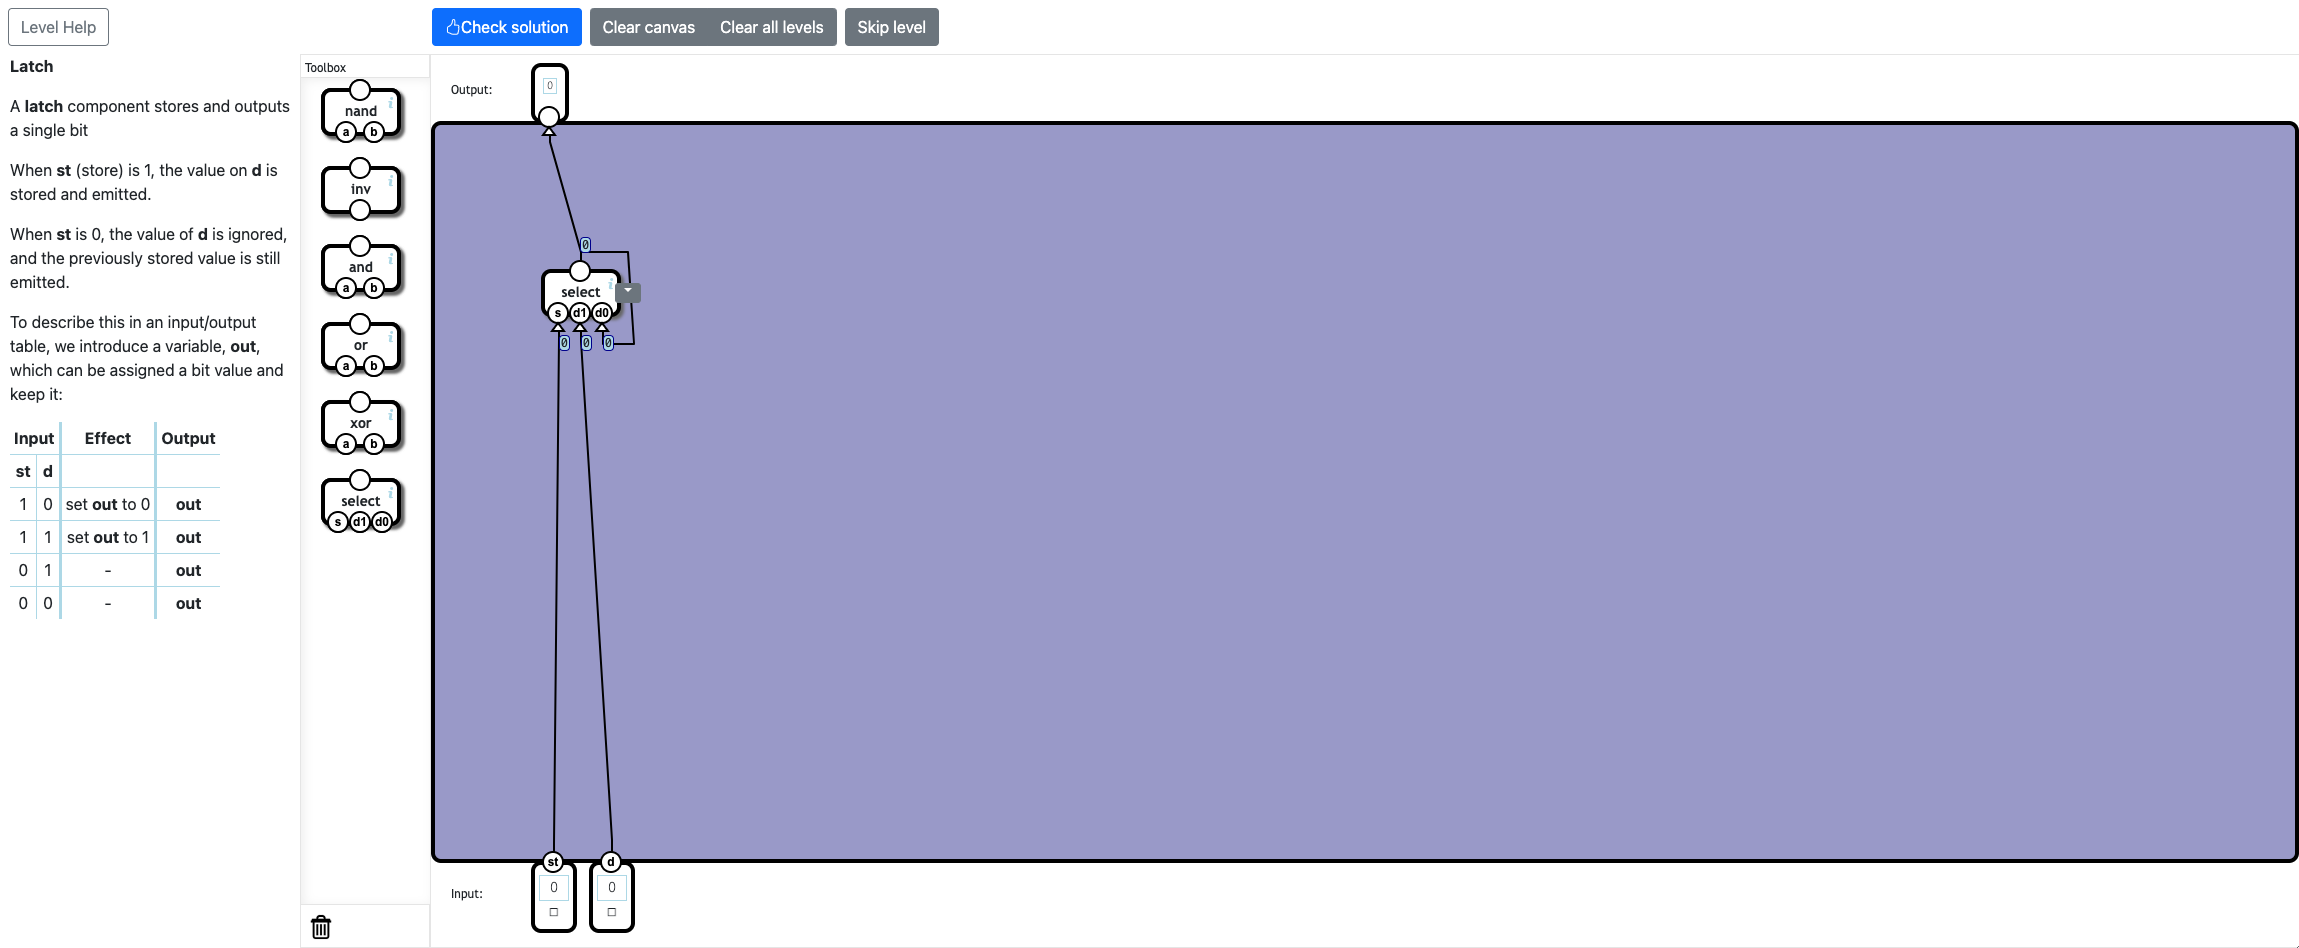 Level Help
Check solution
Clear canvas
Clear all levels
Skip level
Latch
A latch component stores and outputs
a single bit
When st (store) is 1, the value on d is
stored and emitted.
When st is 0, the value of d is ignored,
and the previously stored value is still
emitted.
To describe this in an input/output
table, we introduce a variable, out,
which can be assigned a bit value and
keep it:
Input Effect Output
st d
1 0 set out to 0 out
1 1 set out to 1 out
0 1 - out
0 0 - out
Toolbox
nand
a b
inv
and
a b
or
a b
xor
a b
select
s d1 d0
Output:
0
0
select
s d1 d0
0 0 0
st d
Input:
0 0